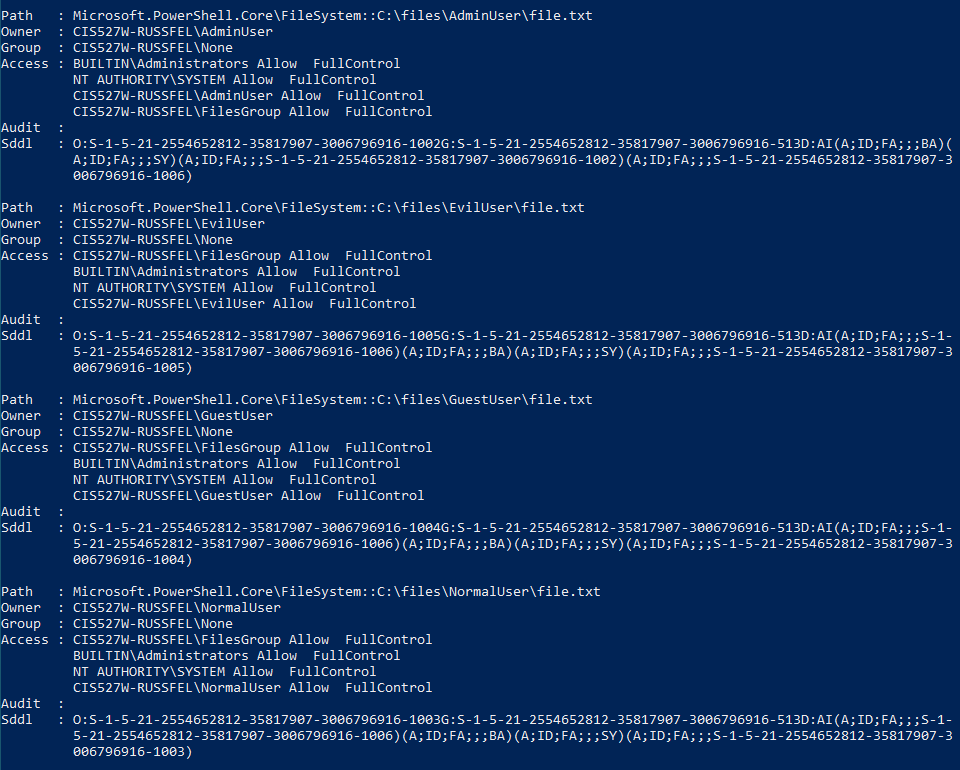 Path   : Microsoft.PowerShell.Core\FileSystem::C:\files\AdminUser\file.txt
Owner  : CIS527W-RUSSFEL\AdminUser
Group  : CIS527W-RUSSFEL\None
Access : BUILTIN\Administrators Allow  FullControl
         NT AUTHORITY\SYSTEM Allow  FullControl
         CIS527W-RUSSFEL\AdminUser Allow  FullControl
         CIS527W-RUSSFEL\FilesGroup Allow  FullControl
Audit  :
Sddl   : O:S-1-5-21-2554652812-35817907-3006796916-1002G:S-1-5-21-2554652812-35817907-3006796916-513D:AI(A;ID;FA;;;BA)(
         A;ID;FA;;;SY)(A;ID;FA;;;S-1-5-21-2554652812-35817907-3006796916-1002)(A;ID;FA;;;S-1-5-21-2554652812-35817907-3
         006796916-1006)

Path   : Microsoft.PowerShell.Core\FileSystem::C:\files\EvilUser\file.txt
Owner  : CIS527W-RUSSFEL\EvilUser
Group  : CIS527W-RUSSFEL\None
Access : CIS527W-RUSSFEL\FilesGroup Allow  FullControl
         BUILTIN\Administrators Allow  FullControl
         NT AUTHORITY\SYSTEM Allow  FullControl
         CIS527W-RUSSFEL\EvilUser Allow  FullControl
Audit  :
Sddl   : O:S-1-5-21-2554652812-35817907-3006796916-1005G:S-1-5-21-2554652812-35817907-3006796916-513D:AI(A;ID;FA;;;S-1-
         5-21-2554652812-35817907-3006796916-1006)(A;ID;FA;;;BA)(A;ID;FA;;;SY)(A;ID;FA;;;S-1-5-21-2554652812-35817907-3
         006796916-1005)

Path   : Microsoft.PowerShell.Core\FileSystem::C:\files\GuestUser\file.txt
Owner  : CIS527W-RUSSFEL\GuestUser
Group  : CIS527W-RUSSFEL\None
Access : CIS527W-RUSSFEL\FilesGroup Allow  FullControl
         BUILTIN\Administrators Allow  FullControl
         NT AUTHORITY\SYSTEM Allow  FullControl
         CIS527W-RUSSFEL\GuestUser Allow  FullControl
Audit  :
Sddl   : O:S-1-5-21-2554652812-35817907-3006796916-1004G:S-1-5-21-2554652812-35817907-3006796916-513D:AI(A;ID;FA;;;S-1-
         5-21-2554652812-35817907-3006796916-1006)(A;ID;FA;;;BA)(A;ID;FA;;;SY)(A;ID;FA;;;S-1-5-21-2554652812-35817907-3
         006796916-1004)

Path   : Microsoft.PowerShell.Core\FileSystem::C:\files\NormalUser\file.txt
Owner  : CIS527W-RUSSFEL\NormalUser
Group  : CIS527W-RUSSFEL\None
Access : CIS527W-RUSSFEL\FilesGroup Allow  FullControl
         BUILTIN\Administrators Allow  FullControl
         NT AUTHORITY\SYSTEM Allow  FullControl
         CIS527W-RUSSFEL\NormalUser Allow  FullControl
Audit  :
Sddl   : O:S-1-5-21-2554652812-35817907-3006796916-1003G:S-1-5-21-2554652812-35817907-3006796916-513D:AI(A;ID;FA;;;S-1-
         5-21-2554652812-35817907-3006796916-1006)(A;ID;FA;;;BA)(A;ID;FA;;;SY)(A;ID;FA;;;S-1-5-21-2554652812-35817907-3
         006796916-1003)